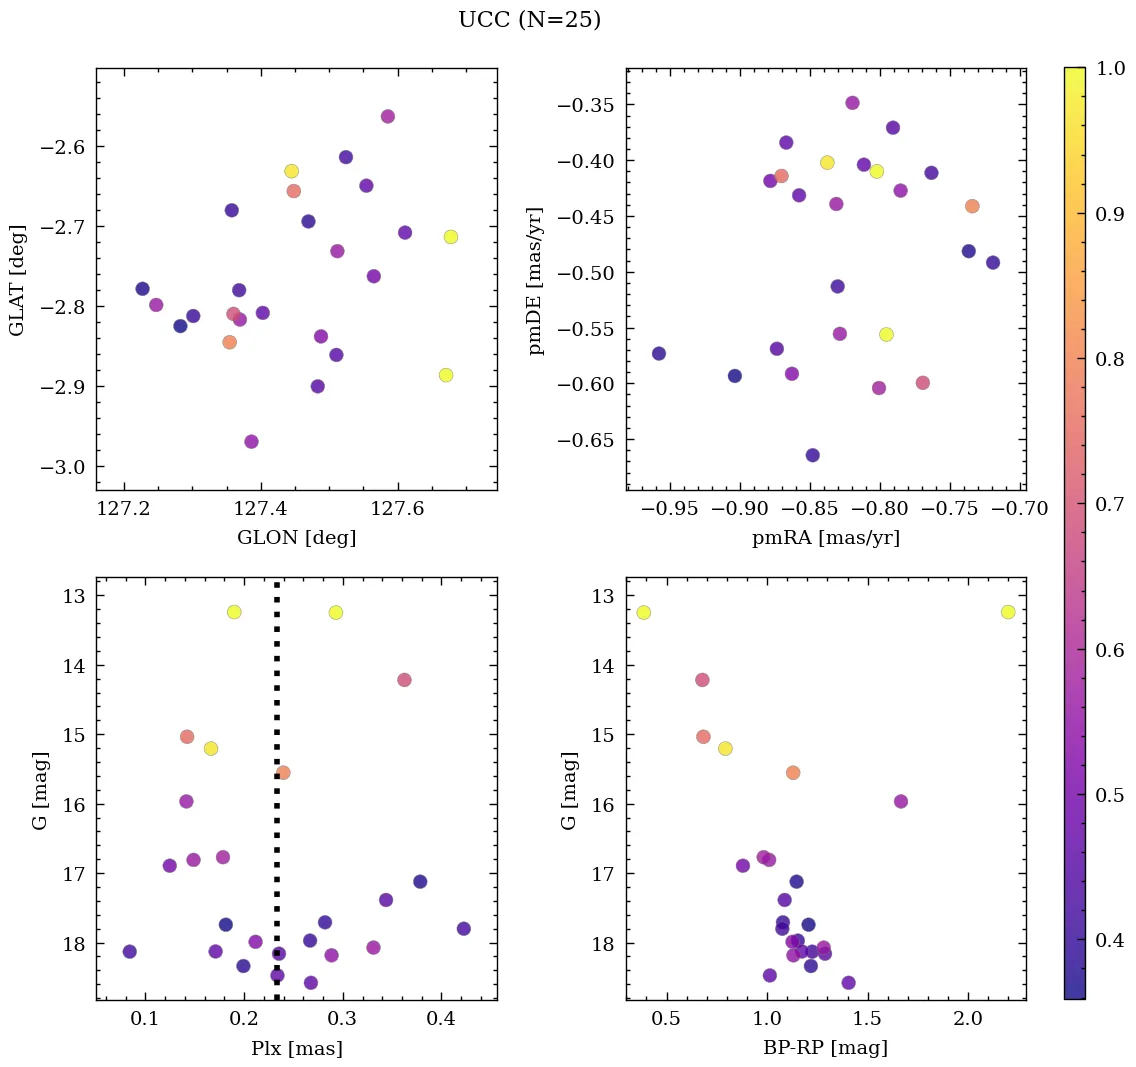 UCC (N=25)
−2.6
−2.7
−2.8
−2.9
−3.0
GLAT [deg]
127.2 127.4 127.6
GLON [deg]
−0.35
−0.40
−0.45
−0.50
−0.55
−0.60
−0.65
pmDE [mas/yr]
−0.95 −0.90 −0.85 −0.80 −0.75 −0.70
pmRA [mas/yr]
13
14
15
16
17
18
G [mag]
0.1 0.2 0.3 0.4
Plx [mas]
13
14
15
16
17
18
G [mag]
0.5 1.0 1.5 2.0
BP-RP [mag]
1.0
0.9
0.8
0.7
0.6
0.5
0.4